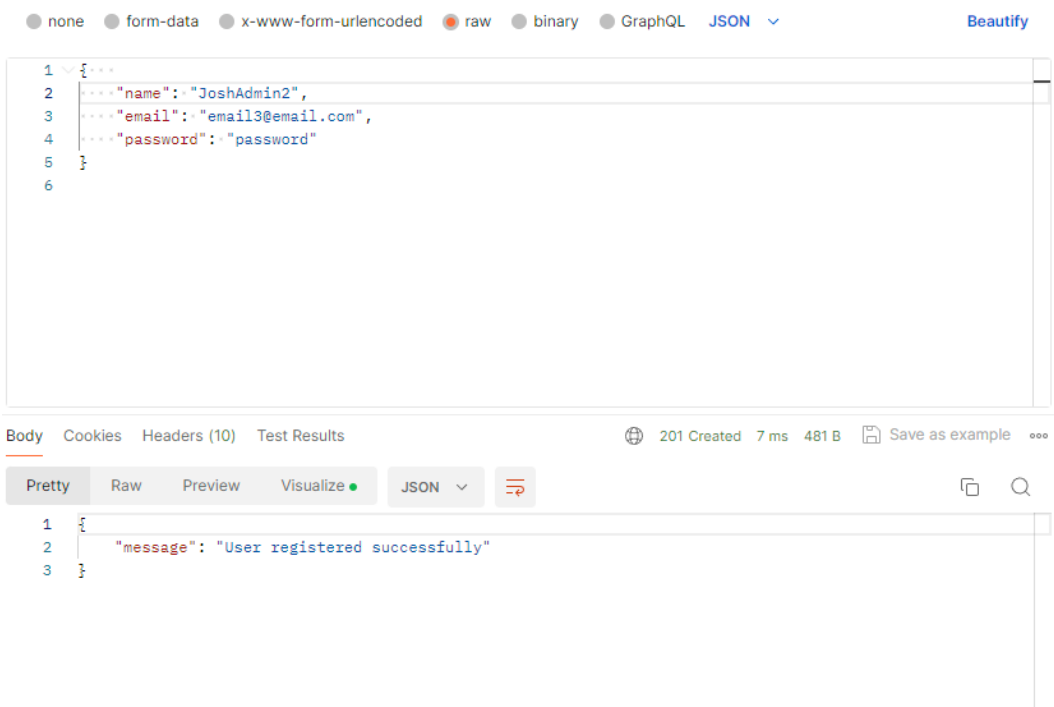 none form-data x-www-form-urlencoded raw binary GraphQL JSON Beautify
1 {
2 "name": "JoshAdmin2",
3 "email": "email3@email.com",
4 "password": "password"
5 }
6
Body Cookies Headers (10) Test Results 201 Created 7 ms 481 B Save as example
Pretty Raw Preview Visualize JSON
1 {
2 "message": "User registered successfully"
3 }